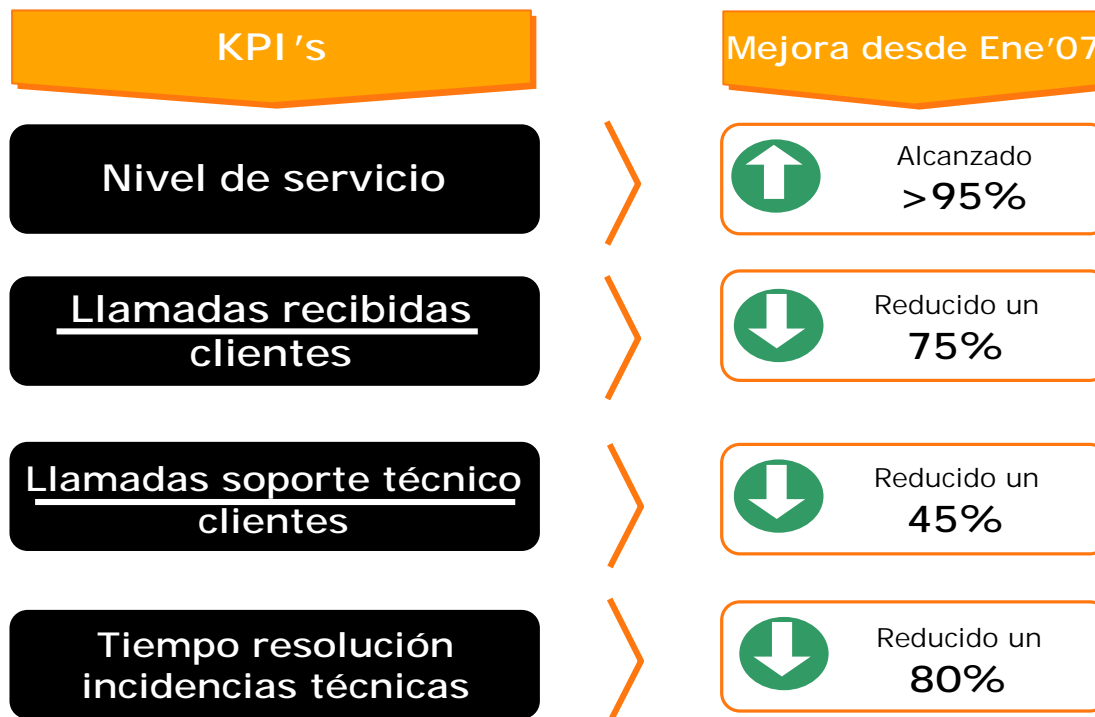 KPI's
Mejora desde Ene'07
Nivel de servicio
Alcanzado
>95%
Llamadas recibidas
clientes
Reducido un
75%
Llamadas soporte técnico
clientes
Reducido un
45%
Tiempo resolución
incidencias técnicas
Reducido un
80%